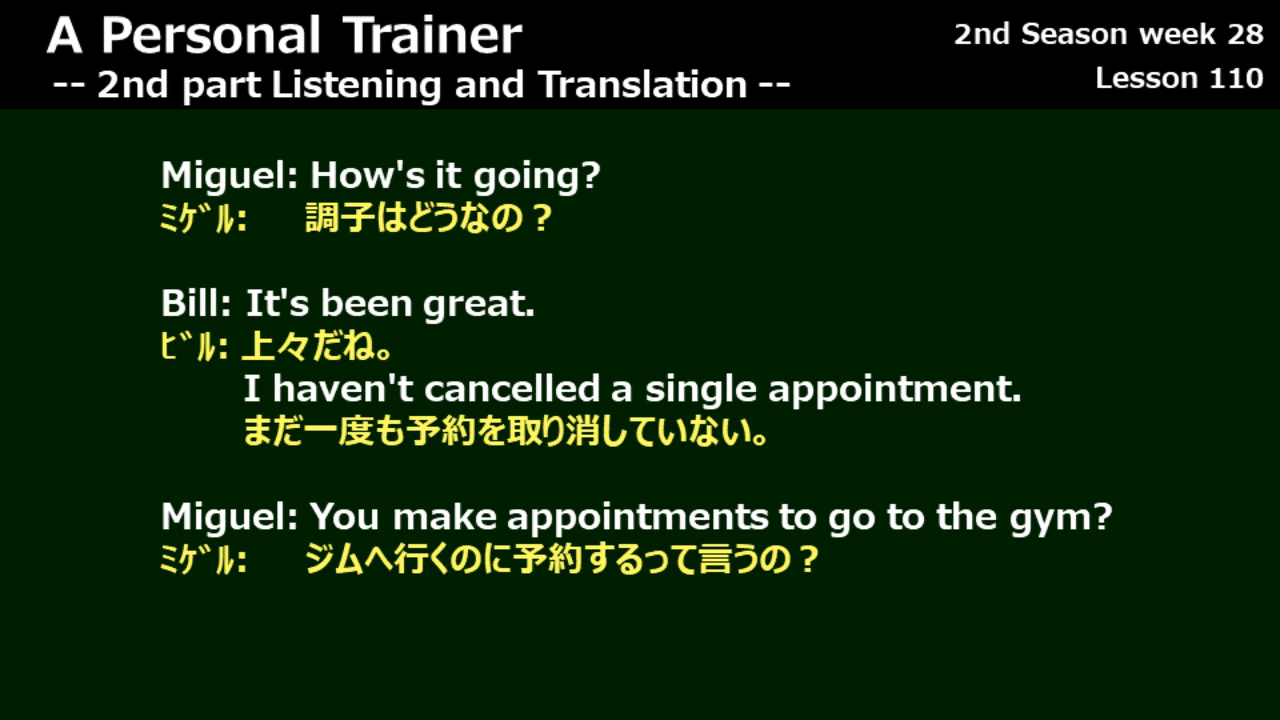 A Personal Trainer
2nd Season week 28
-- 2nd part Listening and Translation --
Lesson 110
Miguel: How's it going?
ﾐｹﾞﾙ: 調子はどうなの？
Bill: It's been great.
ﾋﾞﾙ: 上々だね。
I haven't cancelled a single appointment.
まだ一度も予約を取り消していない。
Miguel: You make appointments to go to the gym?
ﾐｹﾞﾙ: ジムへ行くのに予約するって言うの？